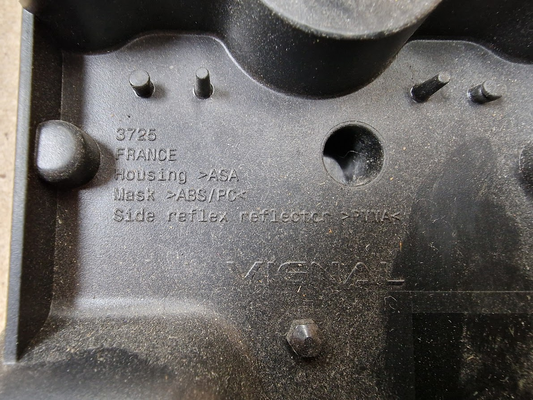 3725
FRANCE
Housing >ASA
Mask >ABS/PC<
Side reflex reflector
VIGNAL